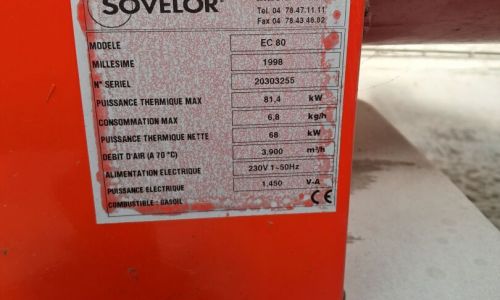 SOVELOR
Tel. 04 78.47.11.11
Fax 04 78.43.48.02
MODELE EC 80
MILLESIME 1998
N° SERIEL 20303255
PUISSANCE THERMIQUE MAX 81,4 kW
CONSOMMATION MAX 6,8 kg/h
PUISSANCE THERMIQUE NETTE 68 kW
DEBIT D'AIR (A 70 °C) 3.900 m³/h
ALIMENTATION ELECTRIQUE 230V 1~50Hz
PUISSANCE ELECTRIQUE 1.450 V-A
COMBUSTIBLE : GASOIL CE